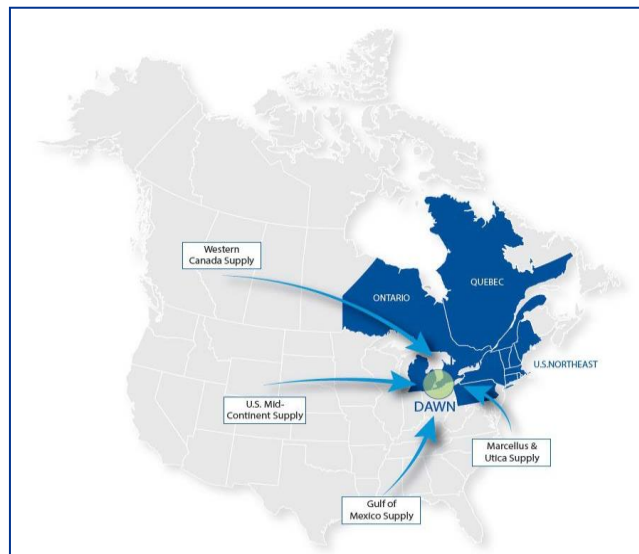 Western
Canada Supply
ONTARIO
QUEBEC
U.S.NORTHEAST
U.S. Mid-
Continent Supply
DAWN
Marcellus &
Utica Supply
Gulf of
Mexico Supply